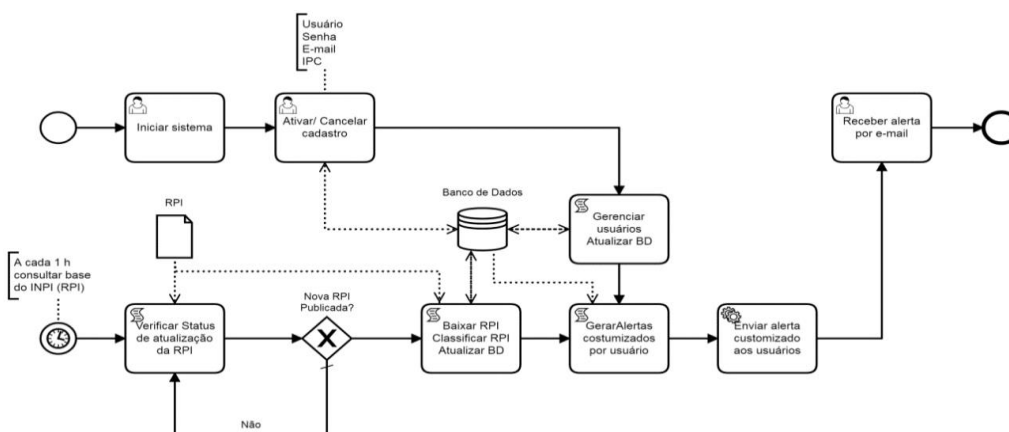 Usuário
Senha
E-mail
IPC
Iniciar sistema
Ativar/ Cancelar
cadastro
Receber alerta
por e-mail
RPI
Banco de Dados
Gerenciar
usuários
Atualizar BD
A cada 1 h
consultar base
do INPI (RPI)
Verificar Status
de atualização
da RPI
Nova RPI
Publicada?
Baixar RPI
Classificar RPI
Atualizar BD
GerarAlertas
costumizados
por usuário
Enviar alerta
customizado
aos usuários
Não